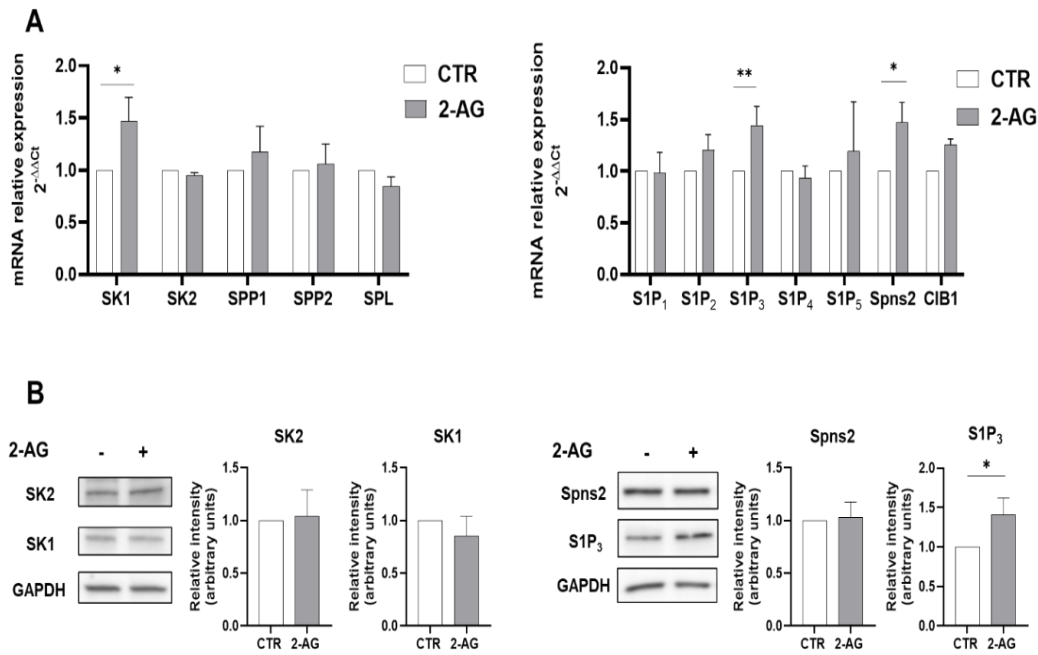 A
mRNA relative expression
2-ΔΔCt
2.0
1.5
1.0
0.5
0.0
*
CTR
2-AG
SK1 SK2 SPP1 SPP2 SPL
mRNA relative expression
2-ΔΔCt
2.0
1.5
1.0
0.5
0.0
** *
CTR
2-AG
S1P1 S1P2 S1P3 S1P4 S1P5 Spns2 CIB1
B
2-AG - +
SK2
SK1
GAPDH
SK2
Relative intensity
(arbitrary units)
1.5
1.0
0.5
0.0
CTR 2-AG
SK1
Relative intensity
(arbitrary units)
1.5
1.0
0.5
0.0
CTR 2-AG
2-AG - +
Spns2
S1P3
GAPDH
Spns2
Relative intensity
(arbitrary units)
1.5
1.0
0.5
0.0
CTR 2-AG
S1P3
Relative intensity
(arbitrary units)
2.0
1.5
1.0
0.5
0.0
*
CTR 2-AG